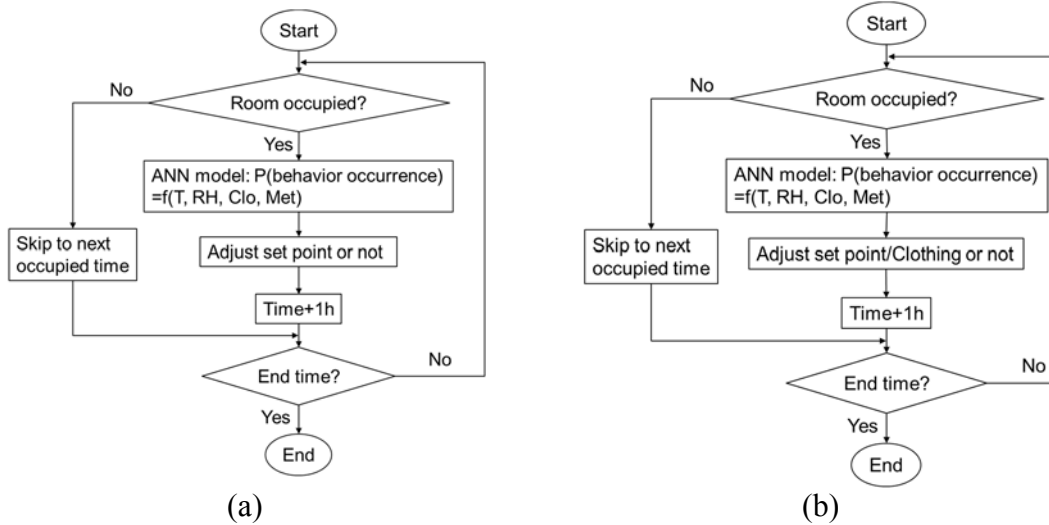 Start
No
Room occupied?
Yes
ANN model: P(behavior occurrence)
=f(T, RH, Clo, Met)
Skip to next
occupied time
Adjust set point or not
Time+1h
No
End time?
Yes
End
(a)
Start
No
Room occupied?
Yes
ANN model: P(behavior occurrence)
=f(T, RH, Clo, Met)
Skip to next
occupied time
Adjust set point/Clothing or not
Time+1h
No
End time?
Yes
End
(b)